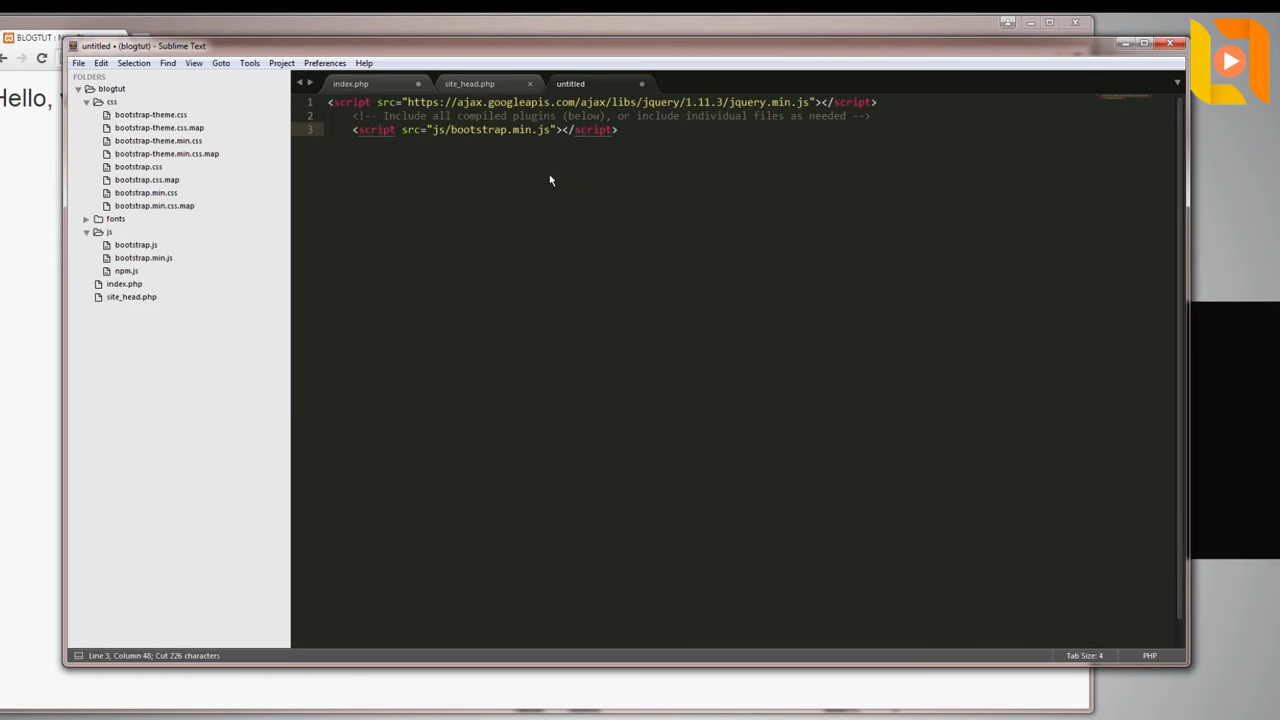 BLOGTUT : N
untitled • (blogtut) - Sublime Text
File Edit Selection Find View Goto Tools Project Preferences Help
Hello,
FOLDERS
blogtut
css
bootstrap-theme.css
bootstrap-theme.css.map
bootstrap-theme.min.css
bootstrap-theme.min.css.map
bootstrap.css
bootstrap.css.map
bootstrap.min.css
bootstrap.min.css.map
fonts
js
bootstrap.js
bootstrap.min.js
npm.js
index.php
site_head.php
index.php site_head.php untitled
1 <script src="https://ajax.googleapis.com/ajax/libs/jquery/1.11.3/jquery.min.js"></script>
2 <!-- Include all compiled plugins (below), or include individual files as needed -->
3 <script src="js/bootstrap.min.js"></script>
Line 3, Column 48; Cut 226 characters Tab Size: 4 PHP